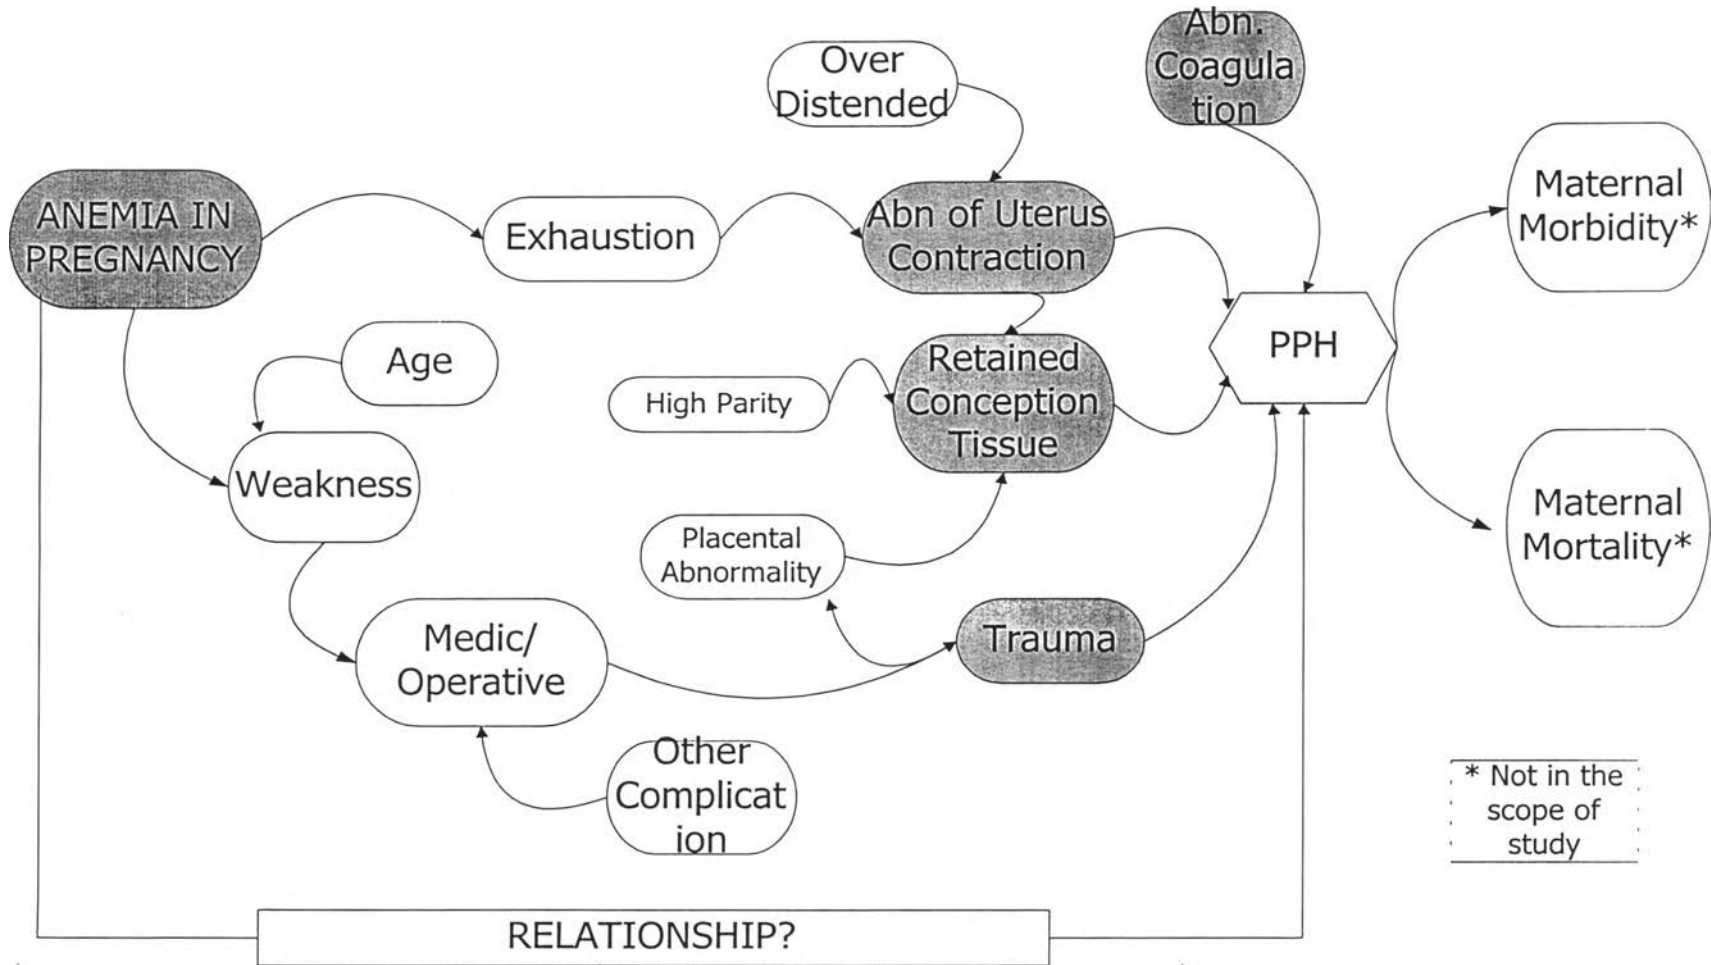 Over
Distended
Abn.
Coagula
tion
ANEMIA IN
PREGNANCY
Exhaustion
Abn of Uterus
Contraction
Maternal
Morbidity*
Age
High Parity
Retained
Conception
Tissue
PPH
Weakness
Placental
Abnormality
Maternal
Mortality*
Medic/
Operative
Trauma
Other
Complicat
ion
* Not in the
scope of
study
RELATIONSHIP?